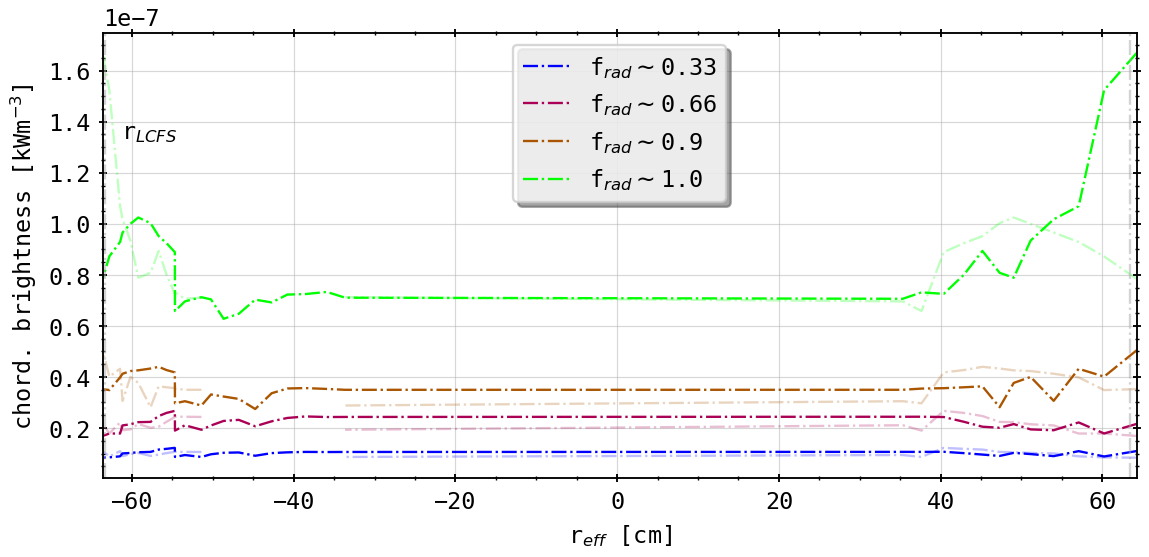 1e−7
chord. brightness [kWm⁻³]
1.6
1.4
1.2
1.0
0.8
0.6
0.4
0.2
r_LCFS
f_rad ∼ 0.33
f_rad ∼ 0.66
f_rad ∼ 0.9
f_rad ∼ 1.0
−60 −40 −20 0 20 40 60
r_eff [cm]